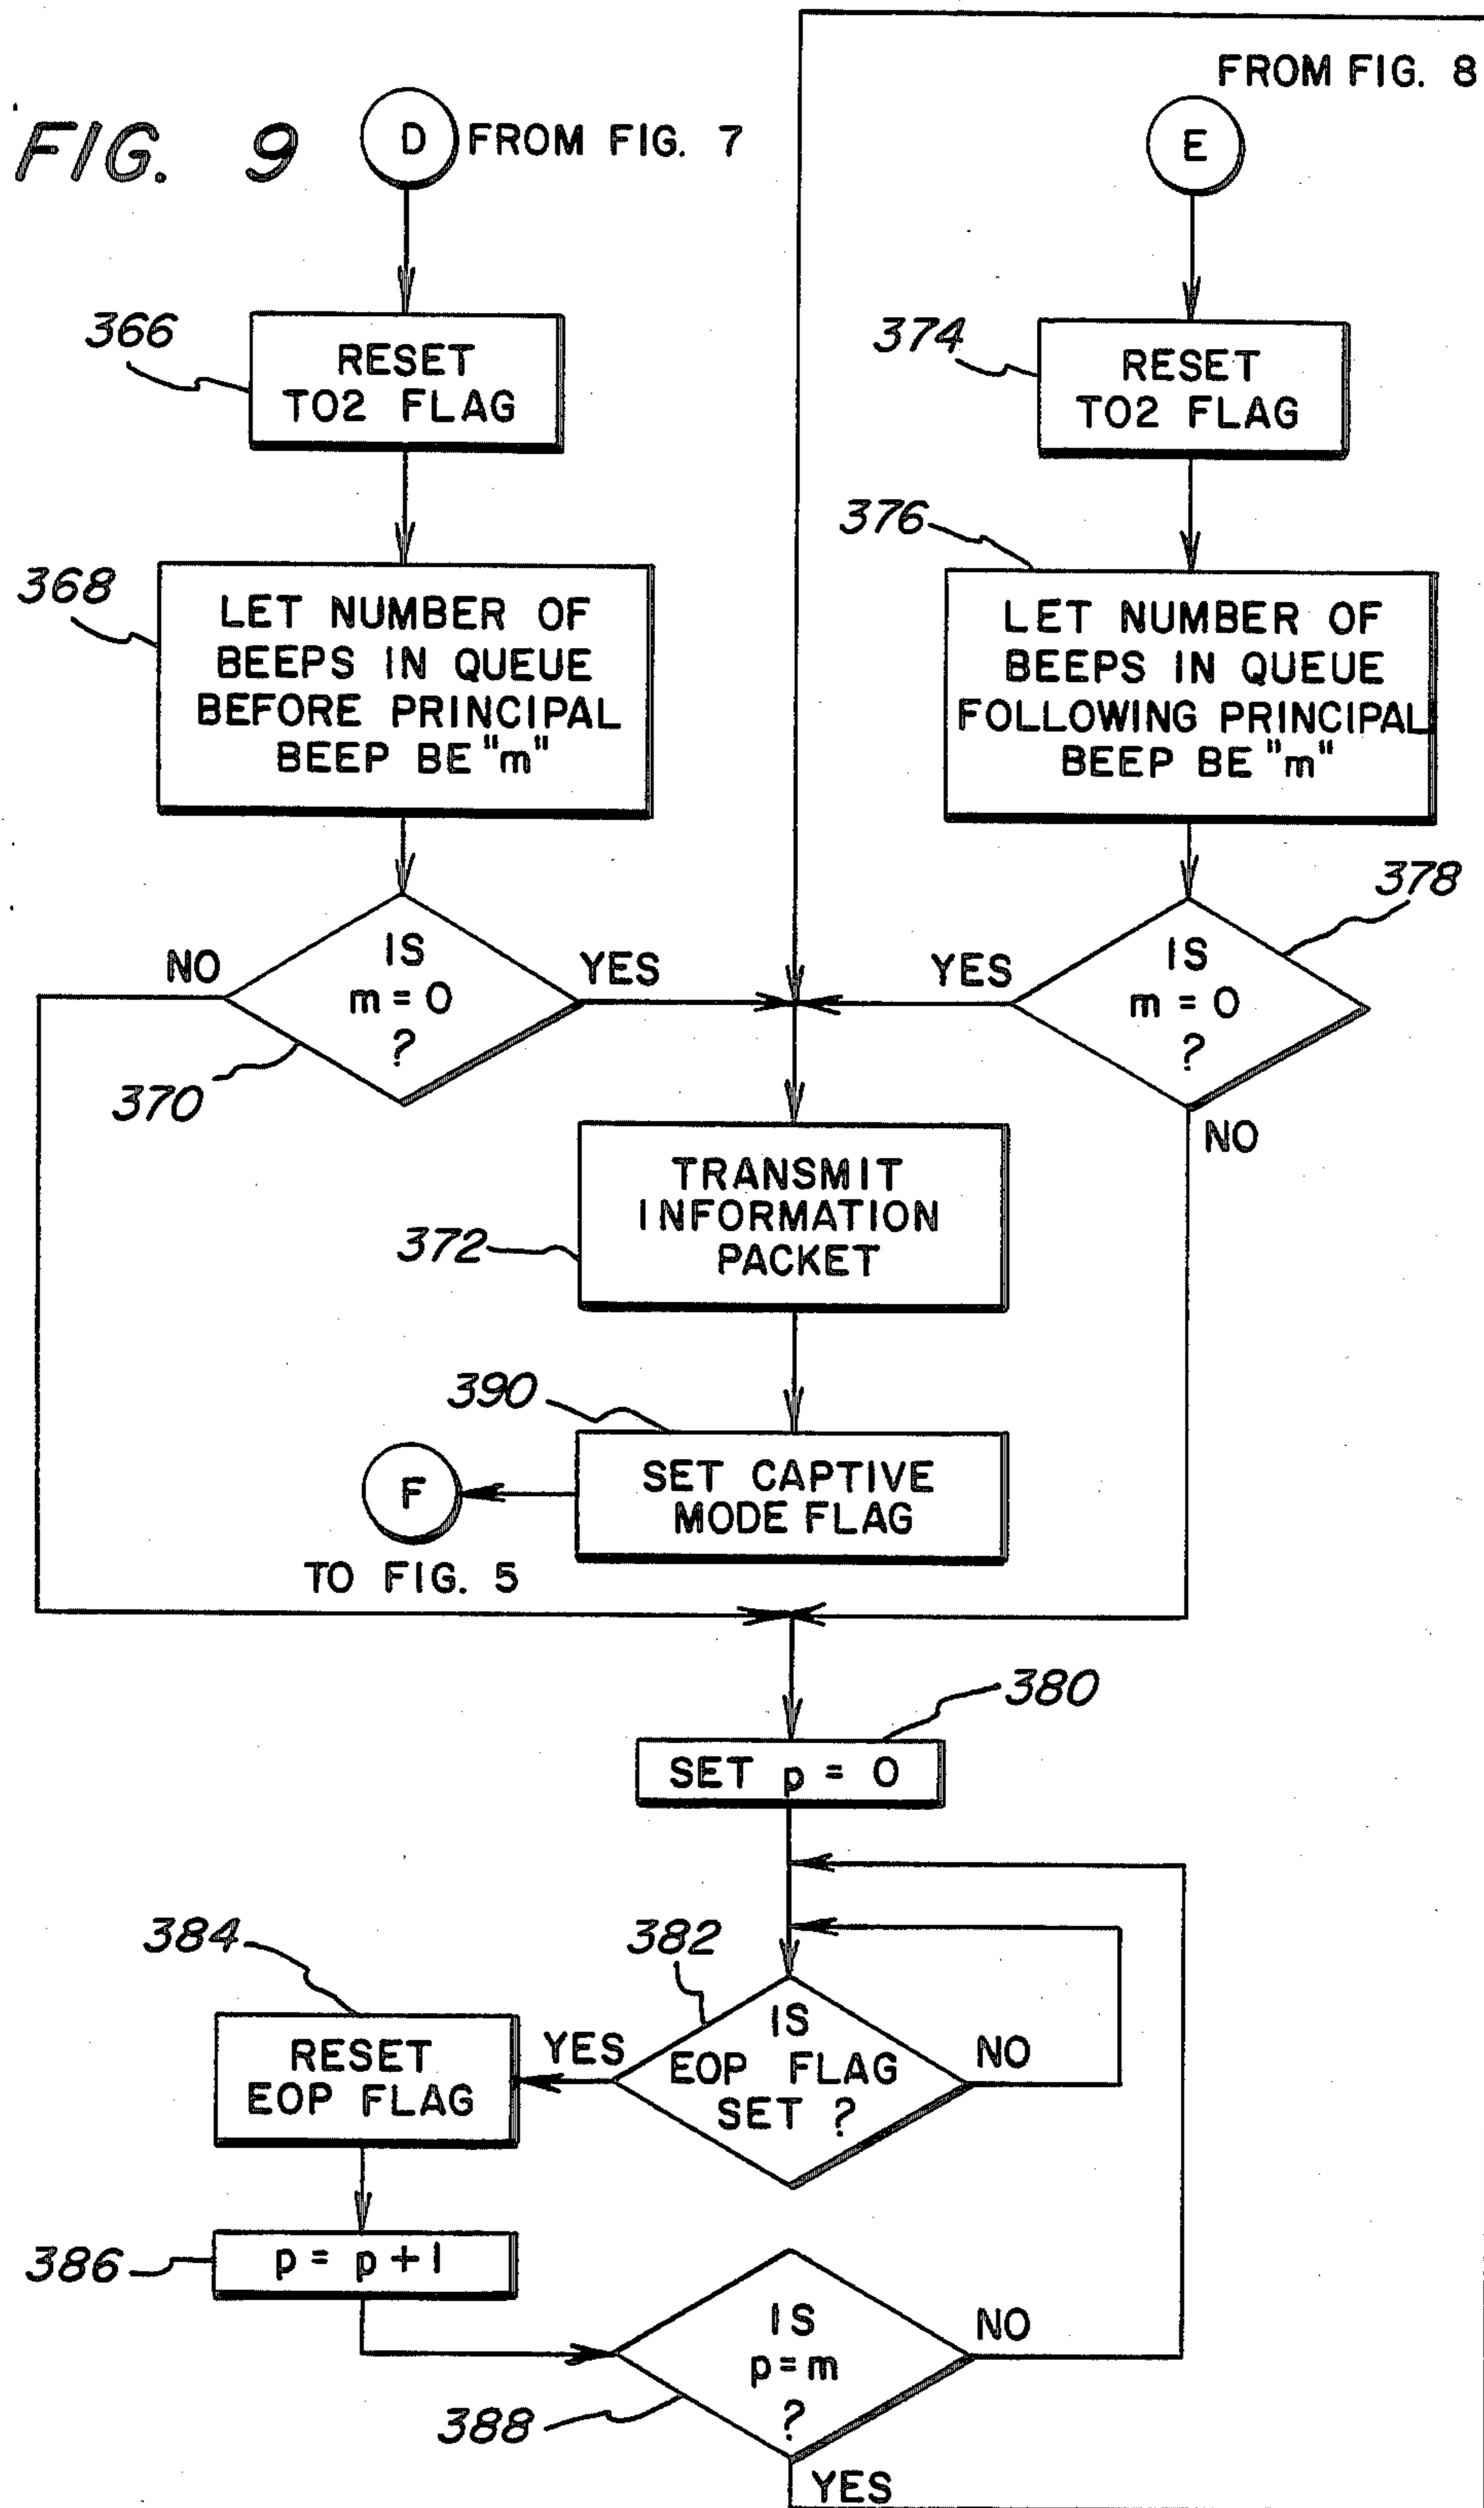 FIG. 9
D FROM FIG. 7
FROM FIG. 8
E
366
RESET
TO2 FLAG
374
RESET
TO2 FLAG
368
LET NUMBER OF
BEEPS IN QUEUE
BEFORE PRINCIPAL
BEEP BE "m"
376
LET NUMBER OF
BEEPS IN QUEUE
FOLLOWING PRINCIPAL
BEEP BE "m"
NO
IS
m = 0
?
YES
370
YES
IS
m = 0
?
378
NO
372
TRANSMIT
INFORMATION
PACKET
390
SET CAPTIVE
MODE FLAG
F
TO FIG. 5
380
SET p = 0
382
IS
EOP FLAG
SET ?
NO
YES
384
RESET
EOP FLAG
386
p = p + 1
IS
p = m
?
NO
388
YES